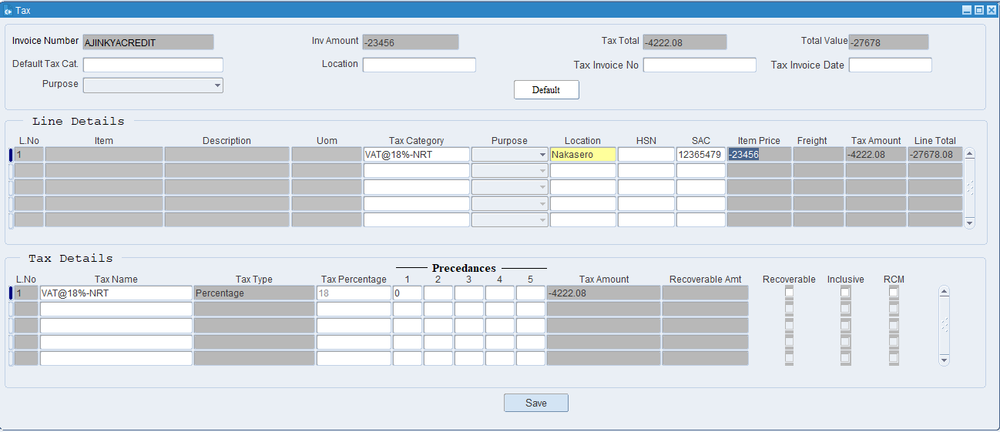 Tax
Invoice Number AJINKYACREDIT Inv Amount -23456 Tax Total -4222.08 Total Value -27678
Default Tax Cat. Location Tax Invoice No Tax Invoice Date
Purpose
Default
Line Details
L.No Item Description Uom Tax Category Purpose Location HSN SAC Item Price Freight Tax Amount Line Total
1 VAT@18%-NRT Nakasero 12365479 -23456 -4222.08 -27678.08
Tax Details
Precedances
L.No Tax Name Tax Type Tax Percentage 1 2 3 4 5 Tax Amount Recoverable Amt Recoverable Inclusive RCM
1 VAT@18%-NRT Percentage 18 0 -4222.08
Save